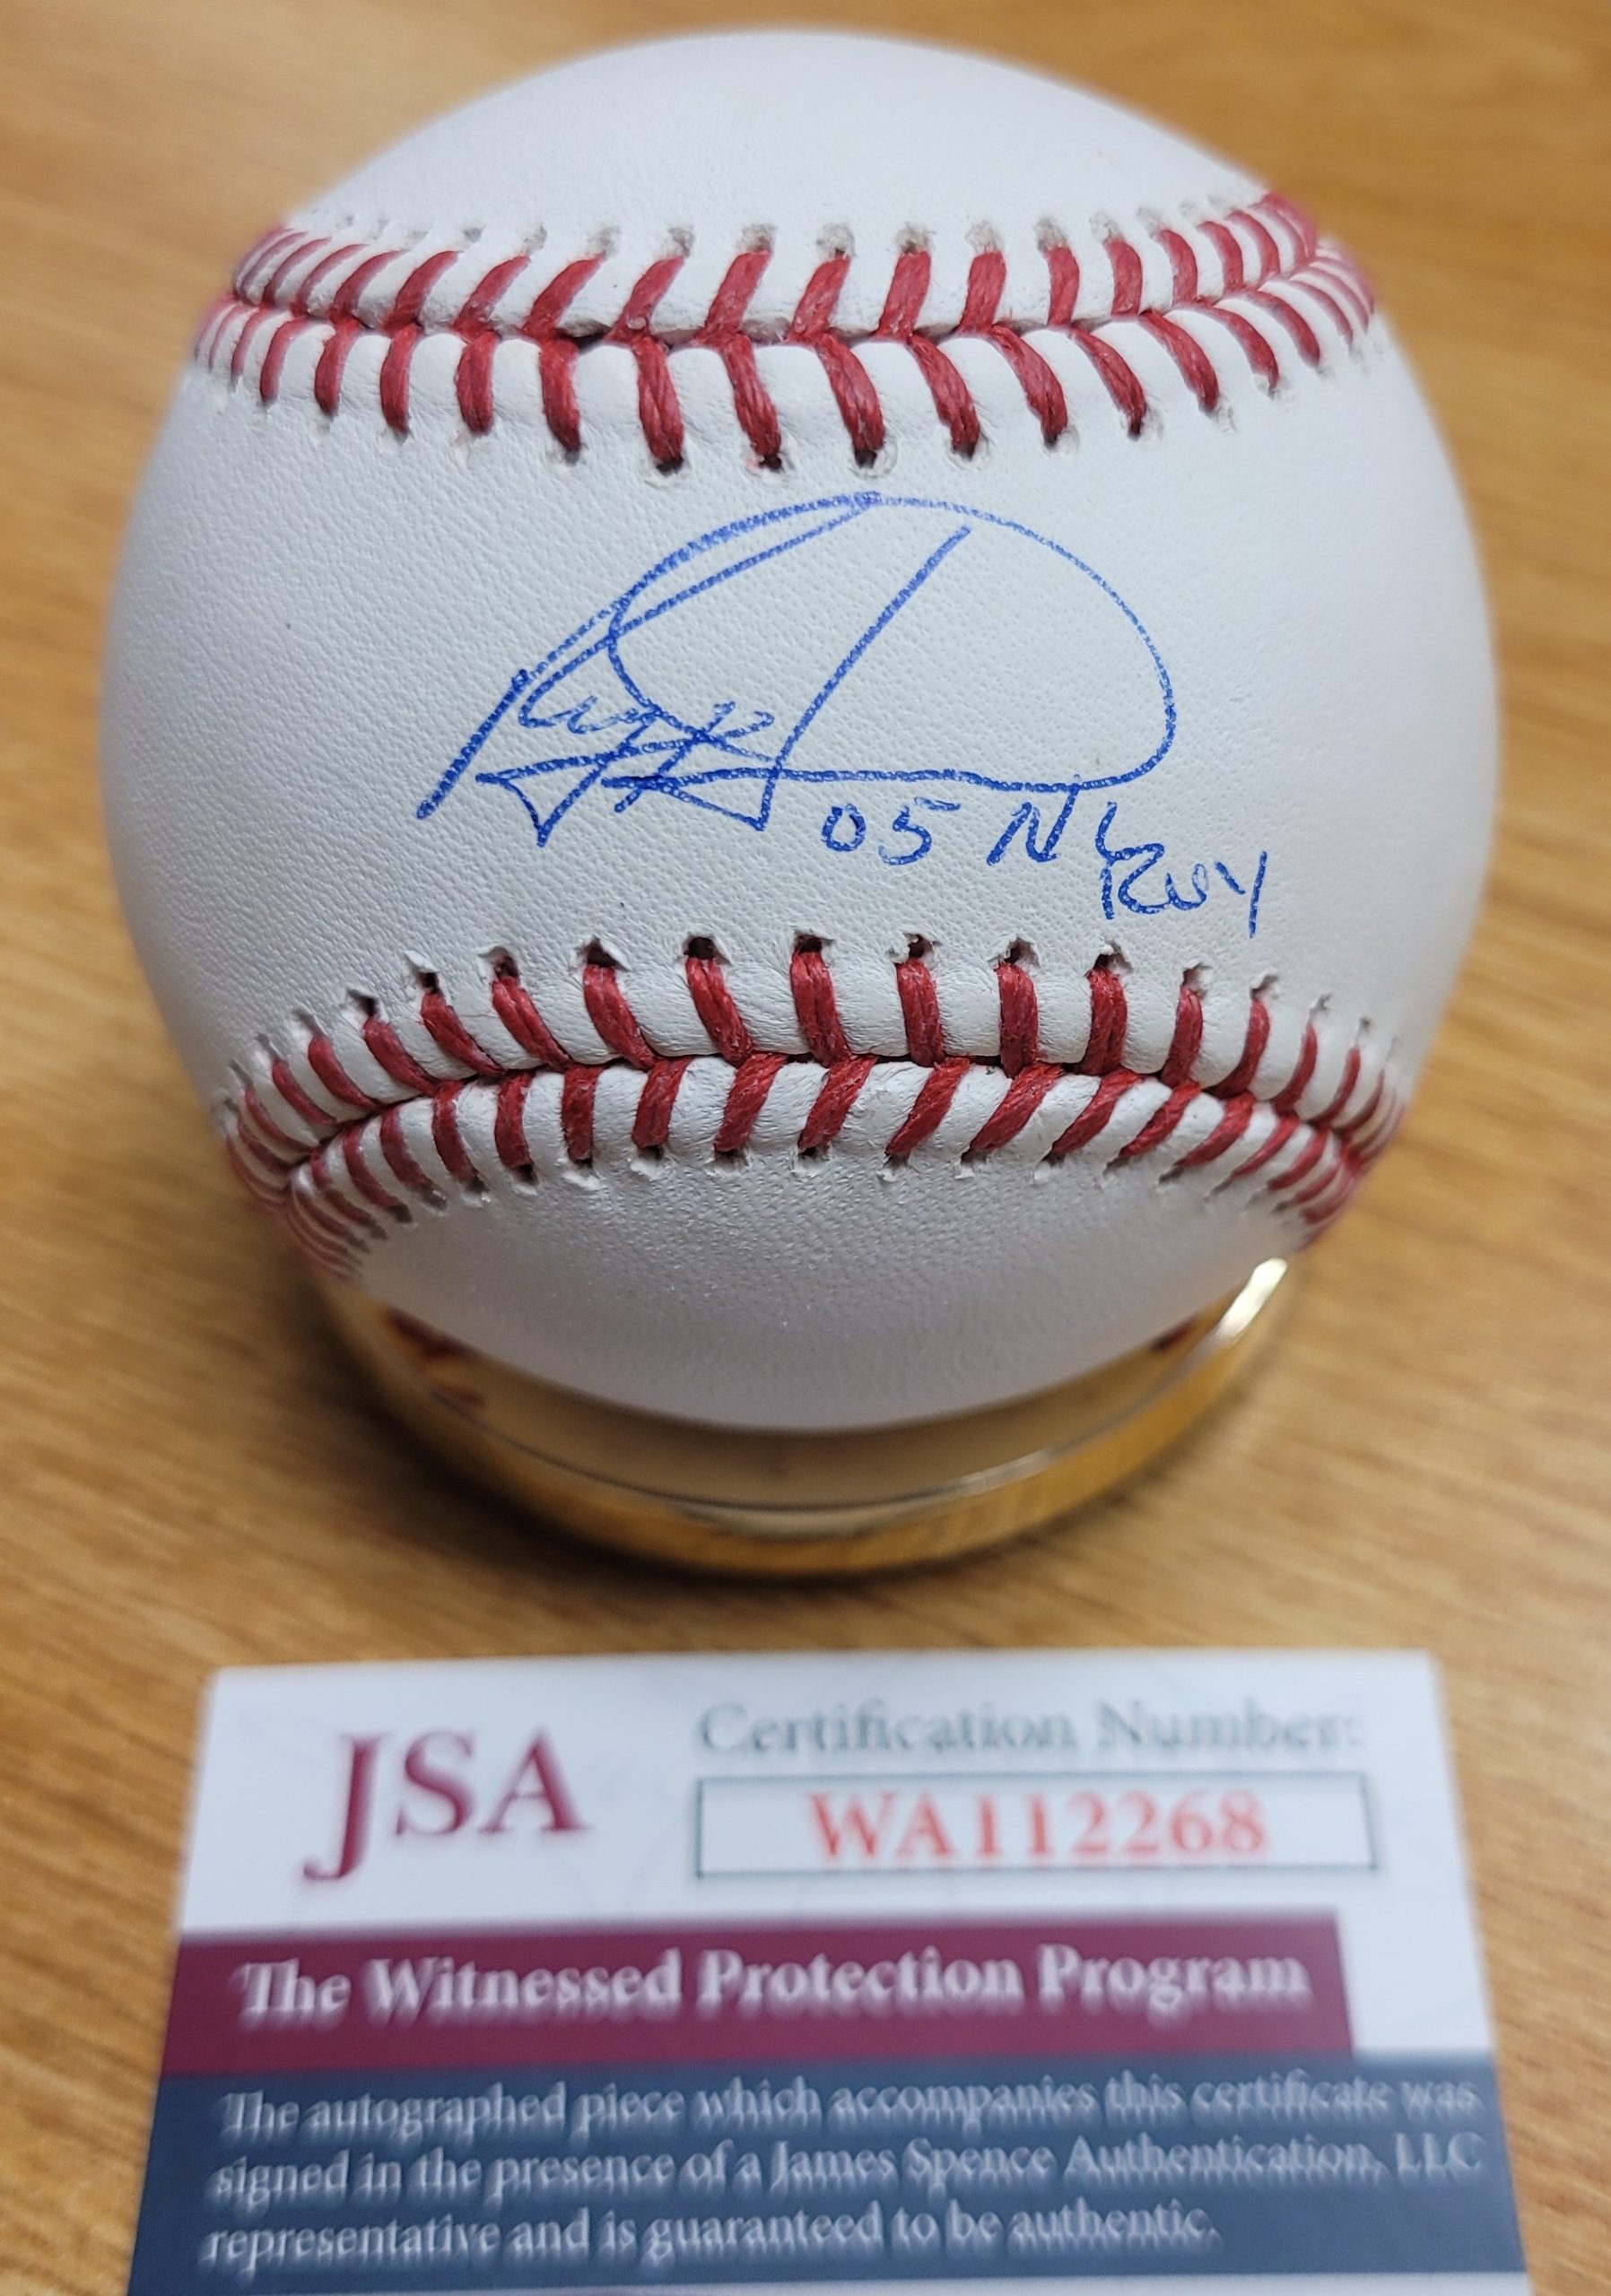 05 NL ROY
JSA
Certification Number:
WA112268
The Witnessed Protection Program
The autographed piece which accompanies this certificate was
signed in the presence of a James Spence Authentication, LLC
representative and is guaranteed to be authentic.